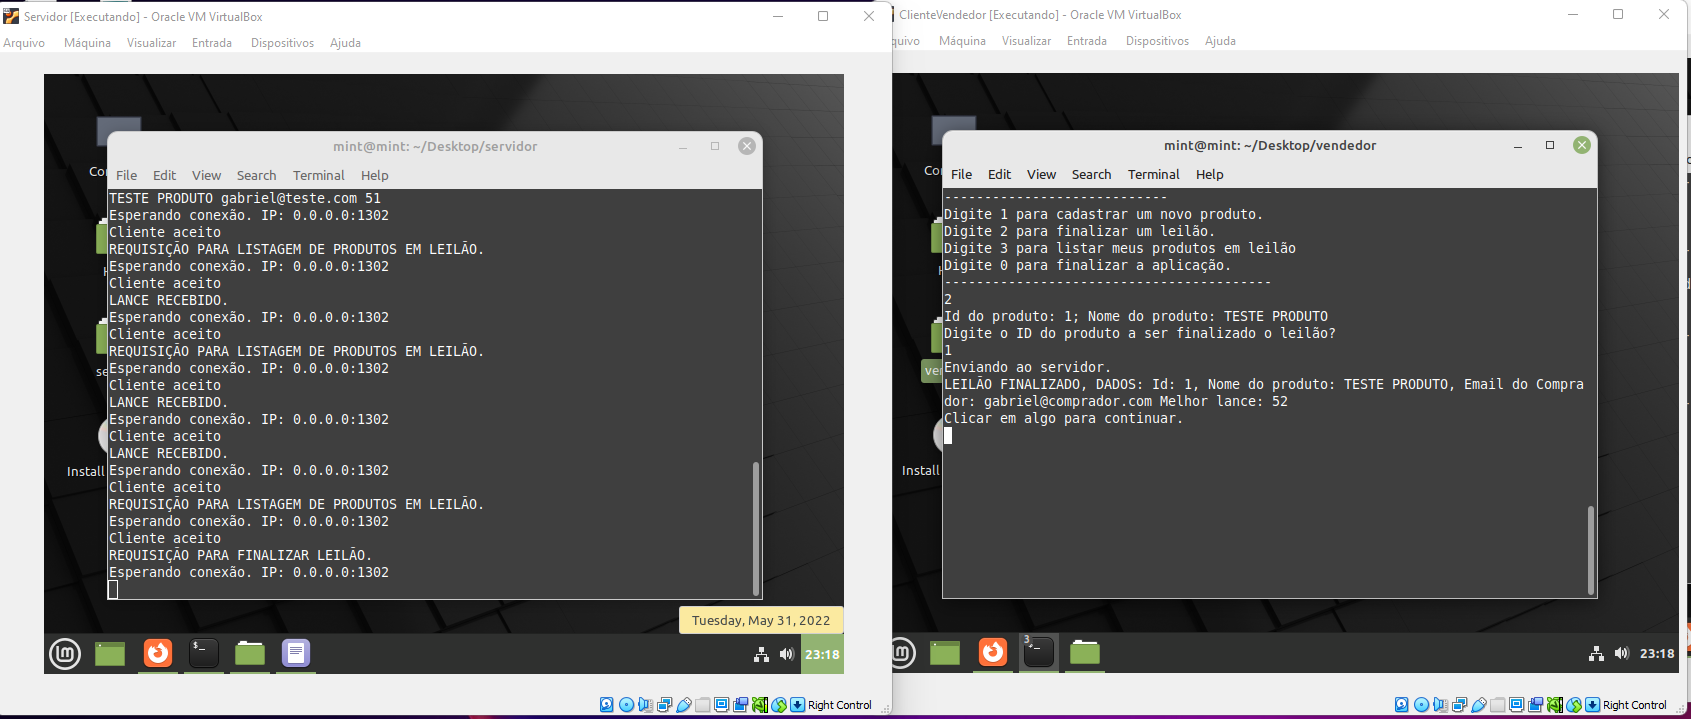 Servidor [Executando] - Oracle VM VirtualBox
Arquivo Máquina Visualizar Entrada Dispositivos Ajuda
mint@mint: ~/Desktop/servidor
File Edit View Search Terminal Help
TESTE PRODUTO gabriel@teste.com 51
Esperando conexão. IP: 0.0.0.0:1302
Cliente aceito
REQUISIÇÃO PARA LISTAGEM DE PRODUTOS EM LEILÃO.
Esperando conexão. IP: 0.0.0.0:1302
Cliente aceito
LANCE RECEBIDO.
Esperando conexão. IP: 0.0.0.0:1302
Cliente aceito
REQUISIÇÃO PARA LISTAGEM DE PRODUTOS EM LEILÃO.
Esperando conexão. IP: 0.0.0.0:1302
Cliente aceito
LANCE RECEBIDO.
Esperando conexão. IP: 0.0.0.0:1302
Cliente aceito
LANCE RECEBIDO.
Esperando conexão. IP: 0.0.0.0:1302
Cliente aceito
REQUISIÇÃO PARA LISTAGEM DE PRODUTOS EM LEILÃO.
Esperando conexão. IP: 0.0.0.0:1302
Cliente aceito
REQUISIÇÃO PARA FINALIZAR LEILÃO.
Esperando conexão. IP: 0.0.0.0:1302
Install
Tuesday, May 31, 2022
23:18
Right Control
ClienteVendedor [Executando] - Oracle VM VirtualBox
quivo Máquina Visualizar Entrada Dispositivos Ajuda
mint@mint: ~/Desktop/vendedor
File Edit View Search Terminal Help
----------------------------
Digite 1 para cadastrar um novo produto.
Digite 2 para finalizar um leilão.
Digite 3 para listar meus produtos em leilão
Digite 0 para finalizar a aplicação.
-----------------------------------------
2
Id do produto: 1; Nome do produto: TESTE PRODUTO
Digite o ID do produto a ser finalizado o leilão?
1
Enviando ao servidor.
LEILÃO FINALIZADO, DADOS: Id: 1, Nome do produto: TESTE PRODUTO, Email do Compra
dor: gabriel@comprador.com Melhor lance: 52
Clicar em algo para continuar.
Install
3
23:18
Right Control